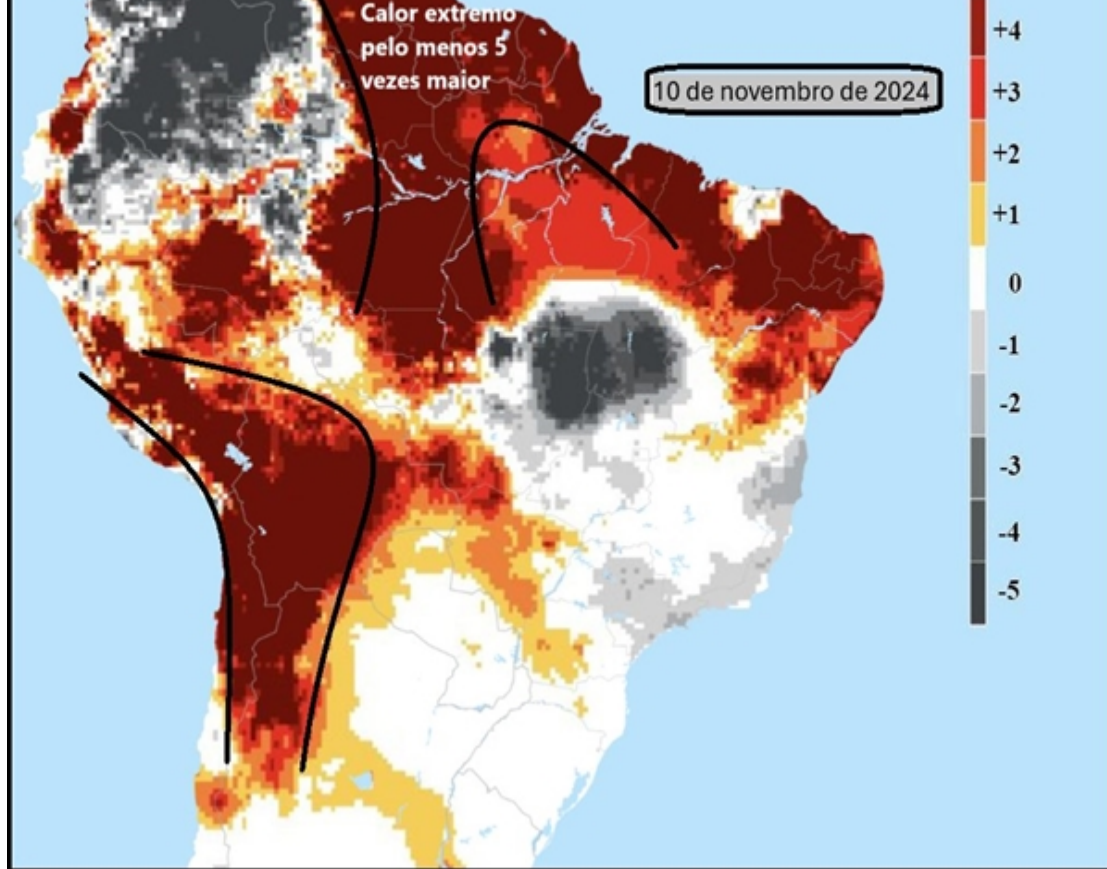 Calor extremo
pelo menos 5
vezes maior
10 de novembro de 2024
+4
+3
+2
+1
0
-1
-2
-3
-4
-5